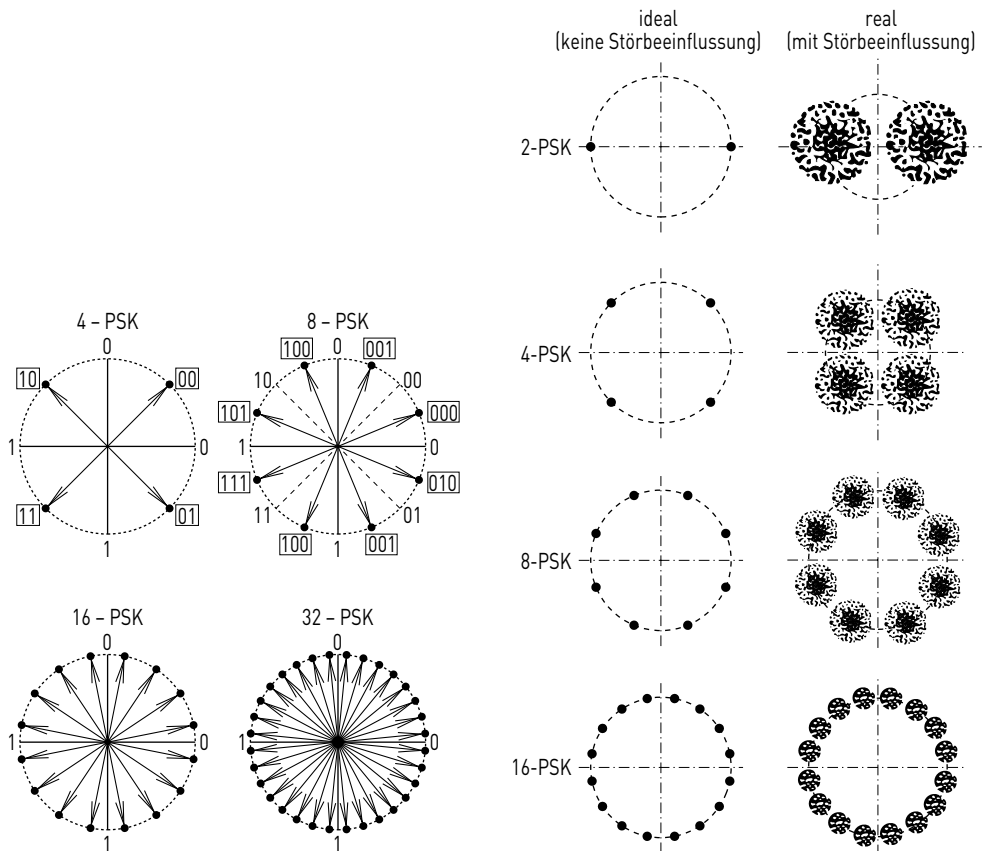 4 – PSK
0
10
00
1
0
11
01
1
8 – PSK
100
0
001
10
00
101
000
1
0
111
010
11
01
100
1
001
16 – PSK
0
1
0
1
32 – PSK
0
1
0
1
ideal
(keine Störbeeinflussung)
real
(mit Störbeeinflussung)
2-PSK
4-PSK
8-PSK
16-PSK